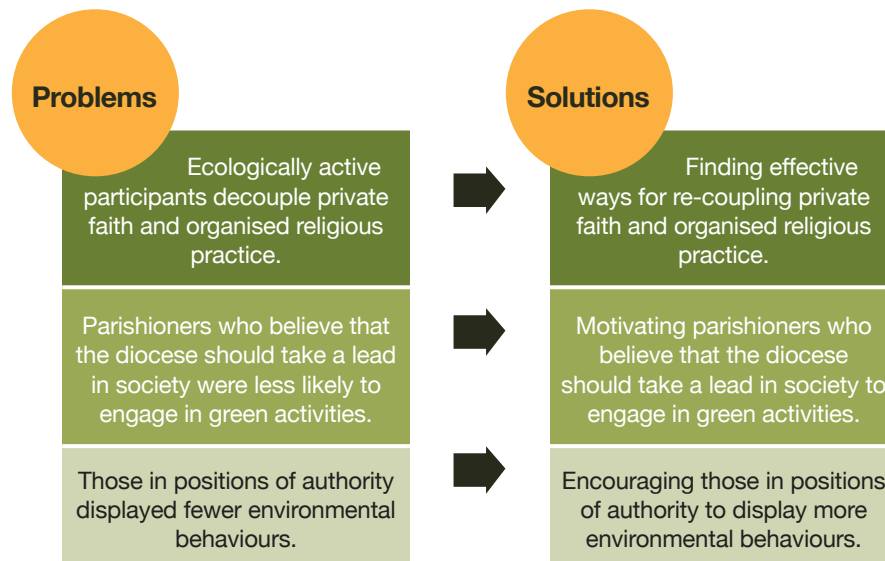 Problems
Ecologically active
participants decouple private
faith and organised religious
practice.
Parishioners who believe that
the diocese should take a lead
in society were less likely to
engage in green activities.
Those in positions of authority
displayed fewer environmental
behaviours.
Solutions
Finding effective
ways for re-coupling private
faith and organised religious
practice.
Motivating parishioners who
believe that the diocese
should take a lead in society to
engage in green activities.
Encouraging those in positions
of authority to display more
environmental behaviours.